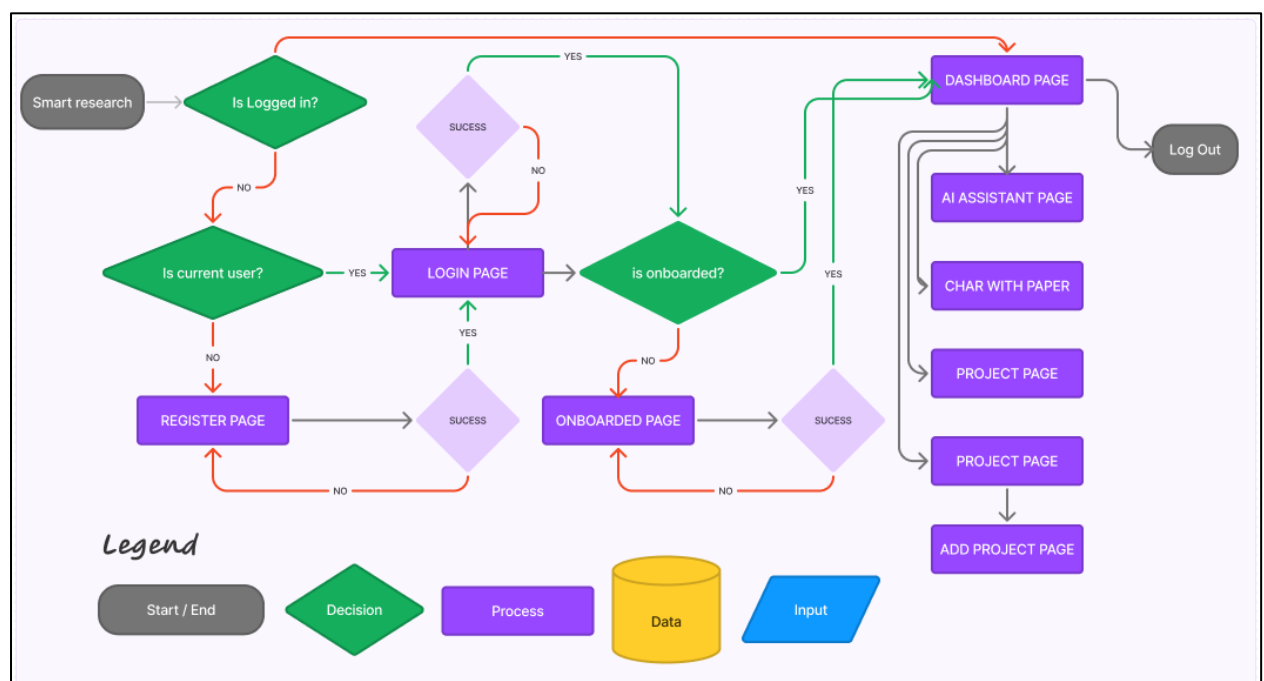 YES
DASHBOARD PAGE
Smart research
Is Logged in?
SUCESS
Log Out
NO
NO
YES
AI ASSISTANT PAGE
Is current user?
YES
LOGIN PAGE
is onboarded?
YES
CHAR WITH PAPER
YES
NO
NO
PROJECT PAGE
REGISTER PAGE
SUCESS
ONBOARDED PAGE
SUCESS
PROJECT PAGE
NO
NO
ADD PROJECT PAGE
Legend
Start / End
Decision
Process
Data
Input